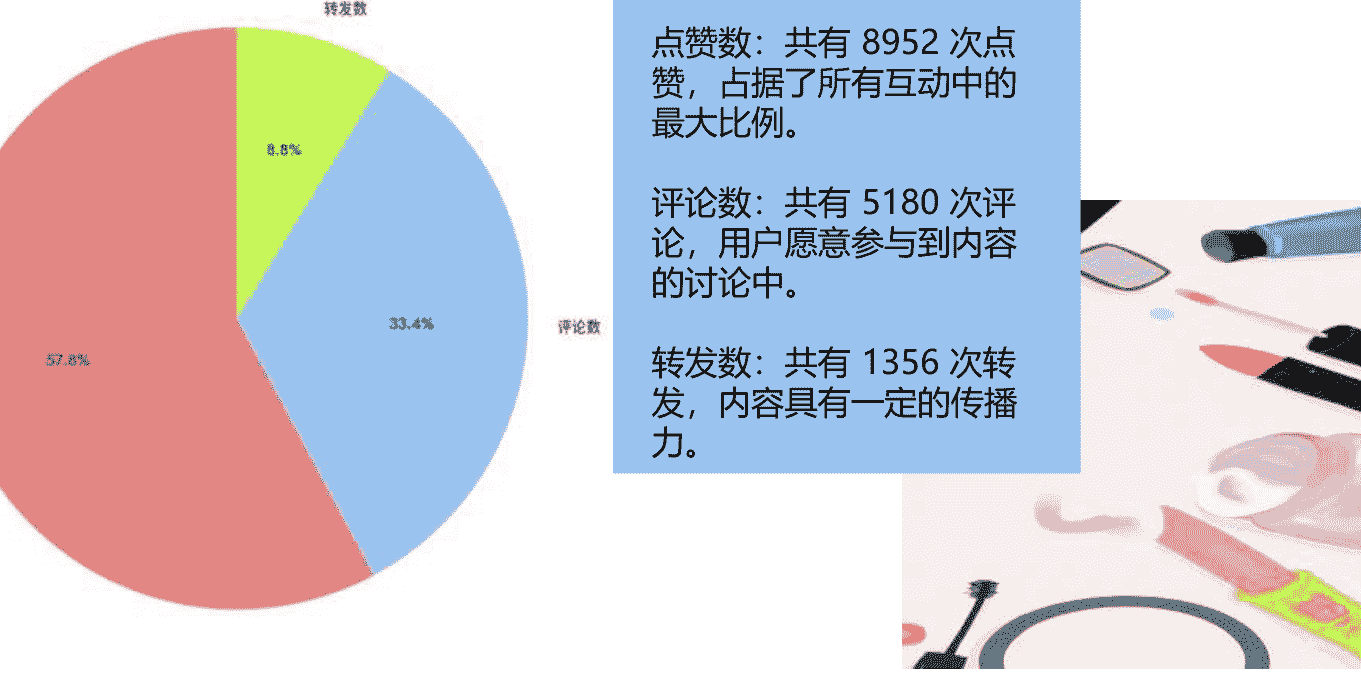 转发数
8.8%
33.4%
57.8%
评论数
点赞数：共有 8952 次点
赞，占据了所有互动中的
最大比例。
评论数：共有 5180 次评
论，用户愿意参与到内容
的讨论中。
转发数：共有 1356 次转
发，内容具有一定的传播
力。